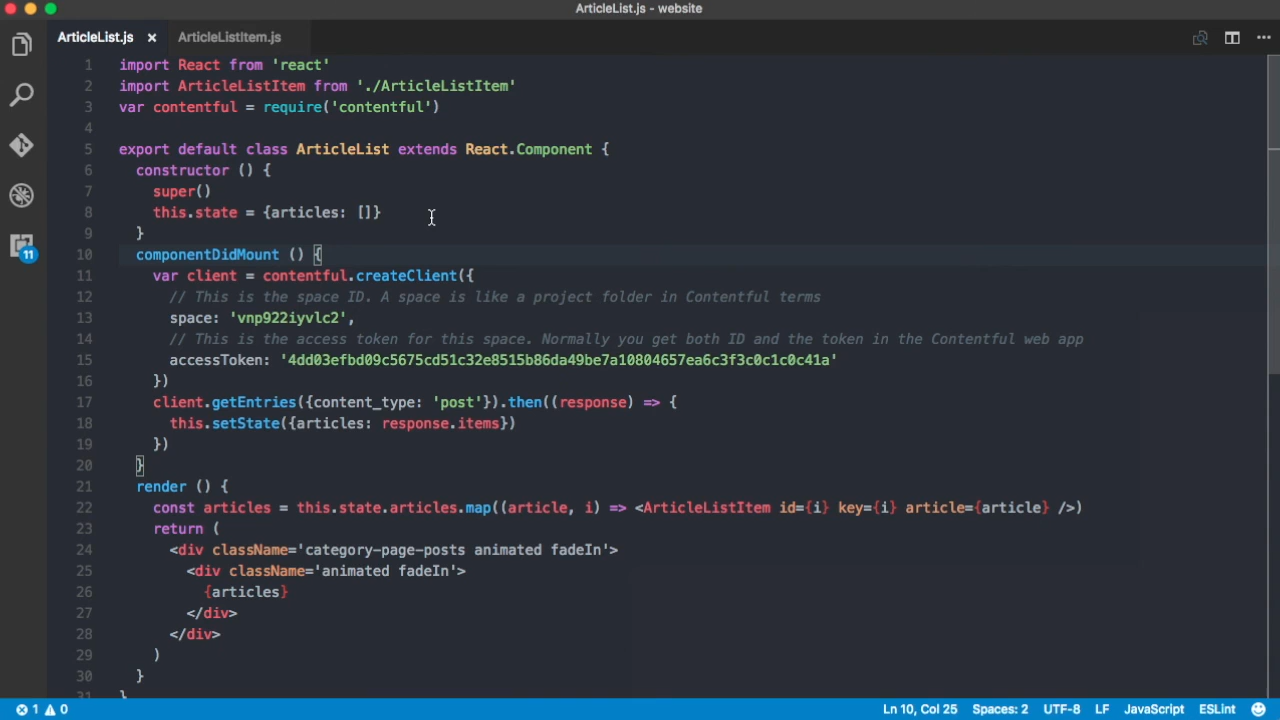 ArticleList.js - website
ArticleList.js × ArticleListItem.js
1 import React from 'react'
2 import ArticleListItem from './ArticleListItem'
3 var contentful = require('contentful')
4
5 export default class ArticleList extends React.Component {
6 constructor () {
7 super()
8 this.state = {articles: []}
9 }
10 componentDidMount () {
11 var client = contentful.createClient({
12 // This is the space ID. A space is like a project folder in Contentful terms
13 space: 'vnp922iyvlc2',
14 // This is the access token for this space. Normally you get both ID and the token in the Contentful web app
15 accessToken: '4dd03efbd09c5675cd51c32e8515b86da49be7a10804657ea6c3f3c0c1c0c41a'
16 })
17 client.getEntries({content_type: 'post'}).then((response) => {
18 this.setState({articles: response.items})
19 })
20 }
21 render () {
22 const articles = this.state.articles.map((article, i) => <ArticleListItem id={i} key={i} article={article} />)
23 return (
24 <div className='category-page-posts animated fadeIn'>
25 <div className='animated fadeIn'>
26 {articles}
27 </div>
28 </div>
29 )
30 }
31 }
11
1 0 Ln 10, Col 25 Spaces: 2 UTF-8 LF JavaScript ESLint